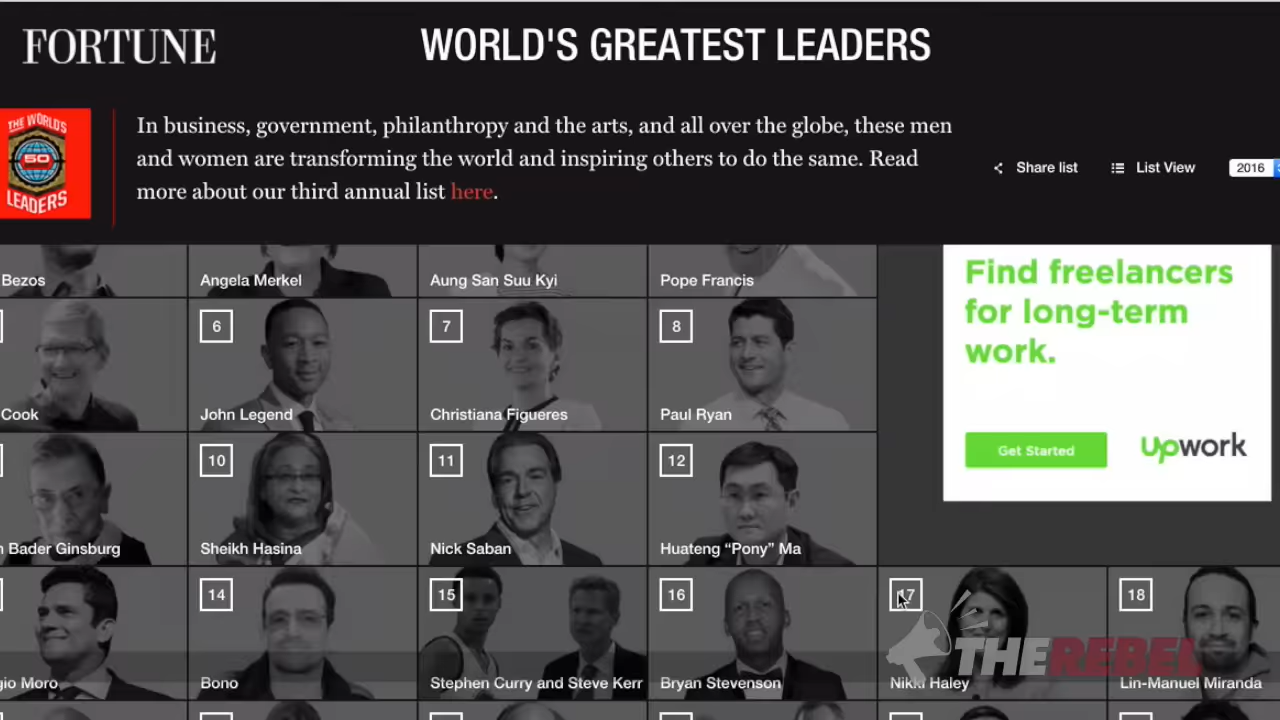 FORTUNE
WORLD'S GREATEST LEADERS
THE WORLD'S
50
LEADERS
In business, government, philanthropy and the arts, and all over the globe, these men
and women are transforming the world and inspiring others to do the same. Read
more about our third annual list here.
Share list
List View
2016
Bezos
Angela Merkel
Aung San Suu Kyi
Pope Francis
Find freelancers
for long-term
work.
Get Started
Upwork
6
7
8
Cook
John Legend
Christiana Figueres
Paul Ryan
10
11
12
Bader Ginsburg
Sheikh Hasina
Nick Saban
Huateng “Pony” Ma
14
15
16
17
18
gio Moro
Bono
Stephen Curry and Steve Kerr
Bryan Stevenson
Nikki Haley
Lin-Manuel Miranda
THE REBEL